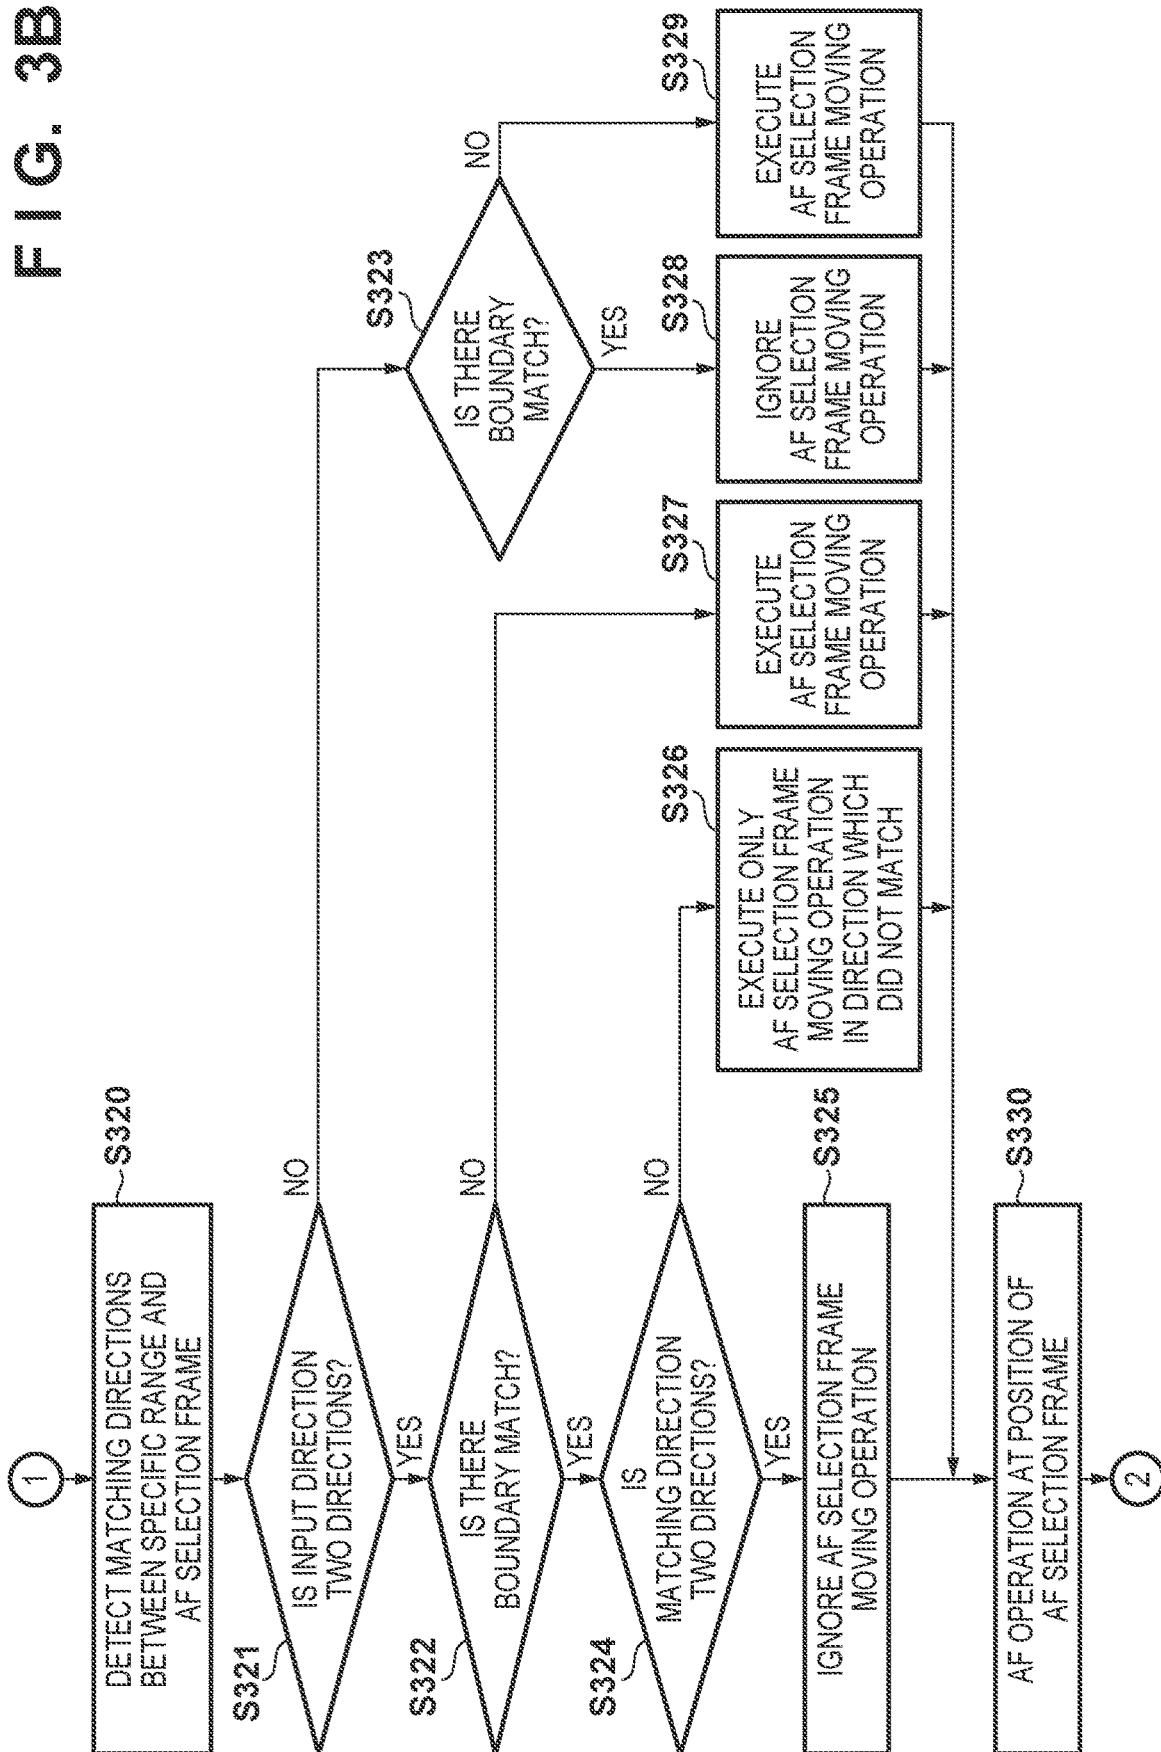 FIG. 3B
1
DETECT MATCHING DIRECTIONS
BETWEEN SPECIFIC RANGE AND
AF SELECTION FRAME
S320
S321
IS INPUT DIRECTION
TWO DIRECTIONS?
NO
YES
S322
IS THERE
BOUNDARY MATCH?
NO
YES
S323
IS THERE
BOUNDARY
MATCH?
NO
YES
S324
IS
MATCHING DIRECTION
TWO DIRECTIONS?
NO
YES
S325
IGNORE AF SELECTION FRAME
MOVING OPERATION
S326
EXECUTE ONLY
AF SELECTION FRAME
MOVING OPERATION
IN DIRECTION WHICH
DID NOT MATCH
S327
EXECUTE
AF SELECTION
FRAME MOVING
OPERATION
S328
IGNORE
AF SELECTION
FRAME MOVING
OPERATION
S329
EXECUTE
AF SELECTION
FRAME MOVING
OPERATION
S330
AF OPERATION AT POSITION OF
AF SELECTION FRAME
2